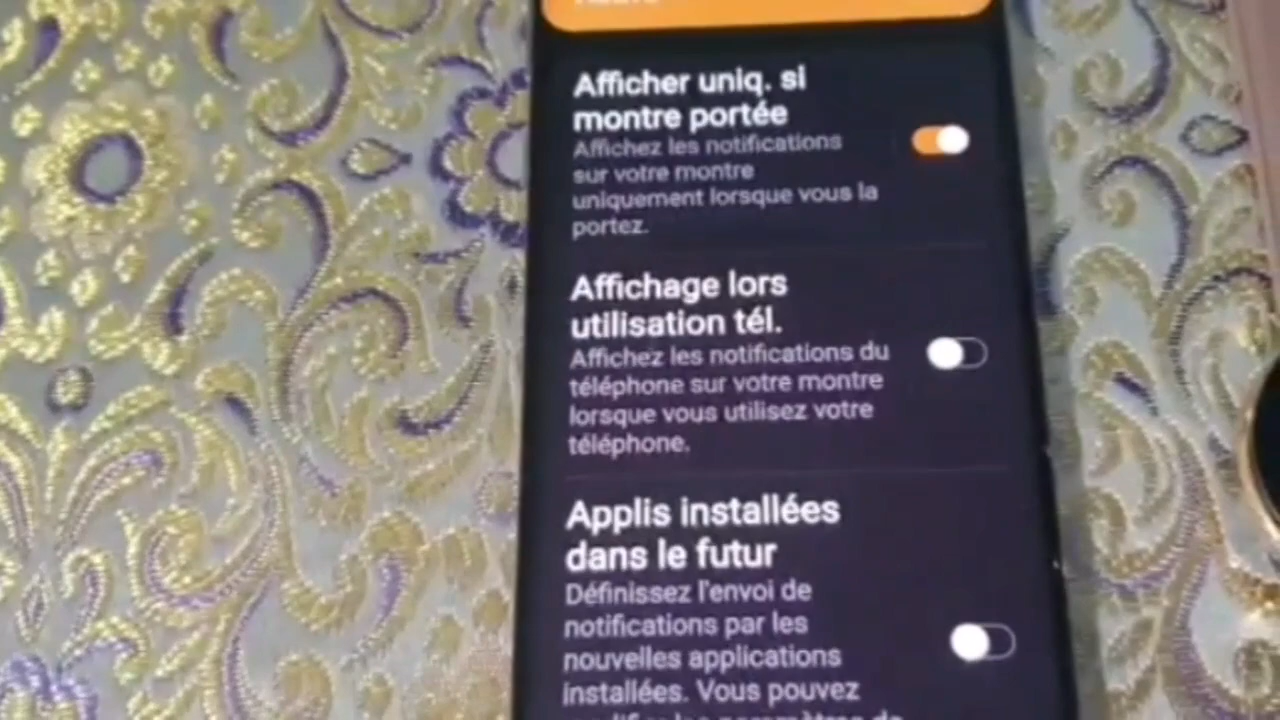 Afficher uniq. si
montre portée
Affichez les notifications
sur votre montre
uniquement lorsque vous la
portez.
Affichage lors
utilisation tél.
Affichez les notifications du
téléphone sur votre montre
lorsque vous utilisez votre
téléphone.
Applis installées
dans le futur
Définissez l'envoi de
notifications par les
nouvelles applications
installées. Vous pouvez